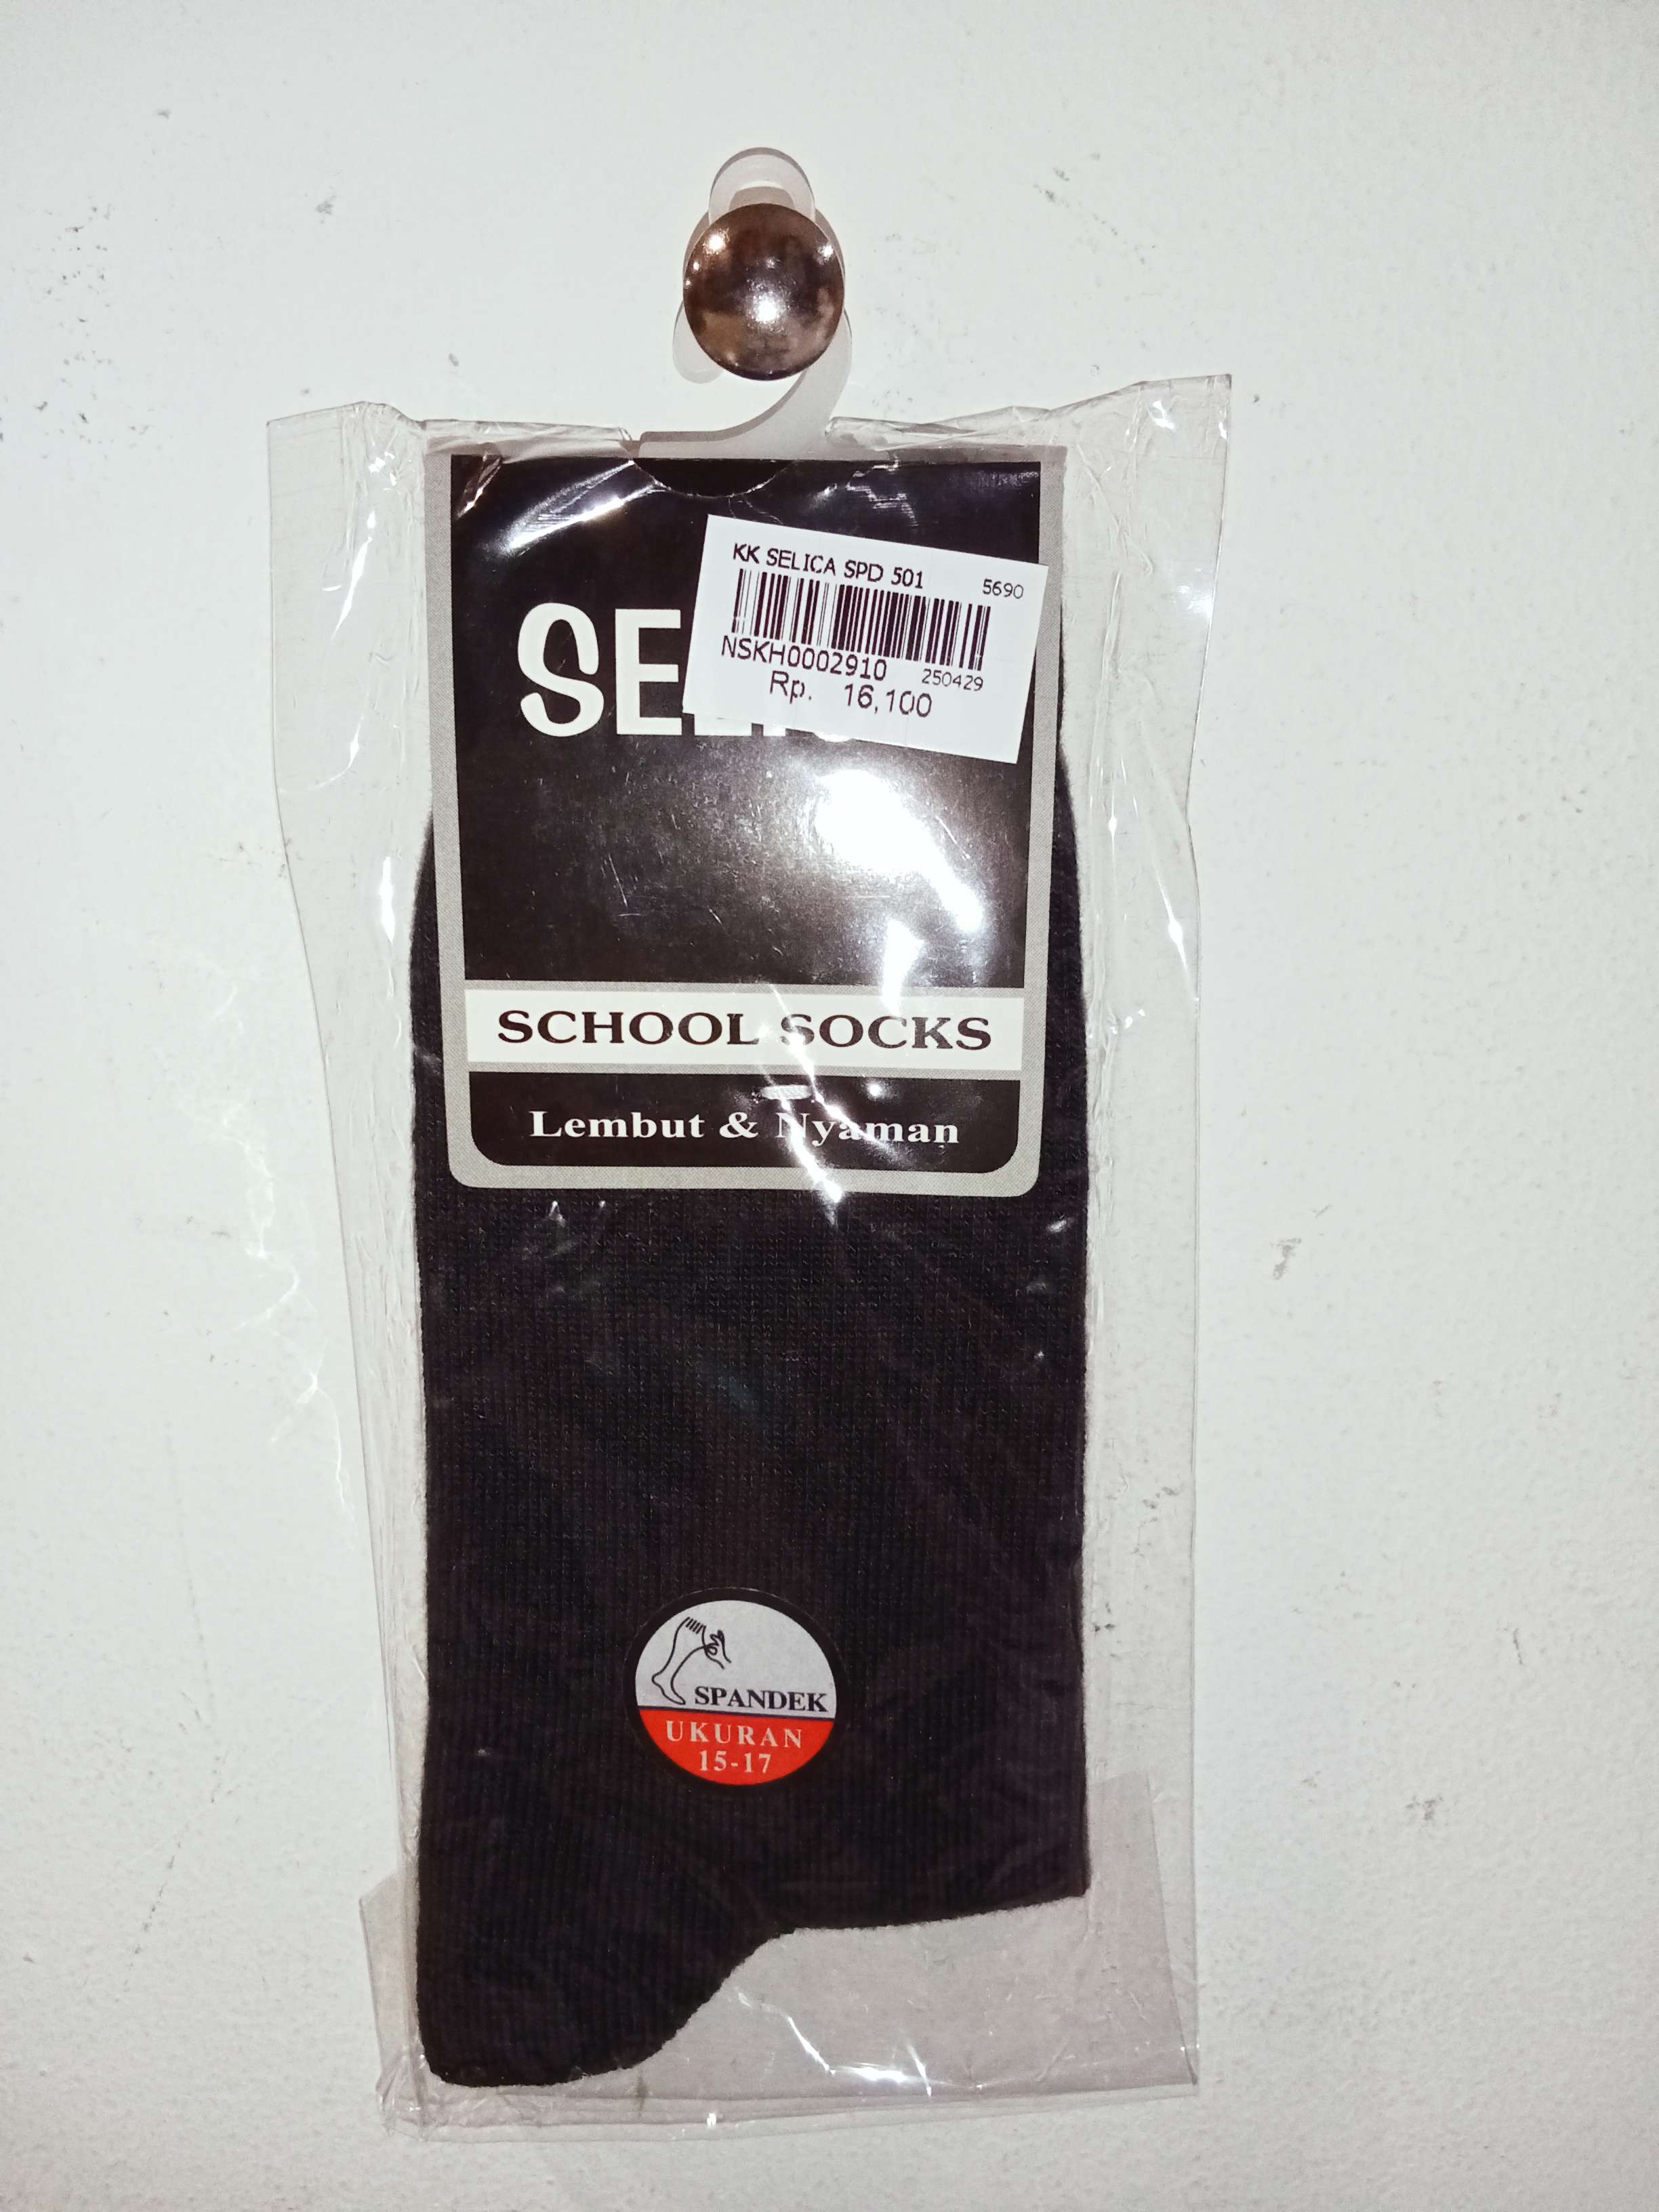 KK SELICA SPD 501
5690
NSKH0002910
250429
Rp. 16,100
SCHOOL SOCKS
Lembut & Nyaman
SPANDEK
UKURAN
15-17